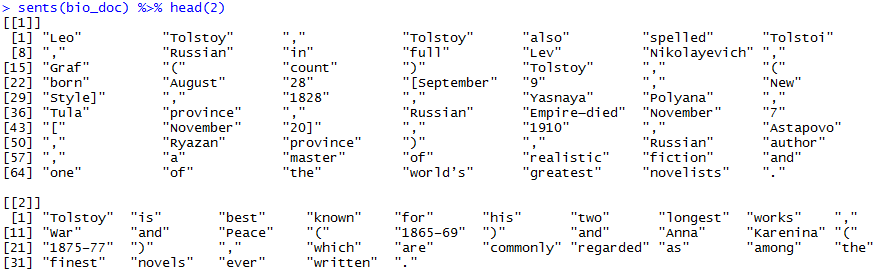 > sents(bio_doc) %>% head(2)
[[1]]
[1] "Leo" "Tolstoy" "," "Tolstoy" "also" "spelled" "Tolstoi"
[8] "," "Russian" "in" "full" "Lev" "Nikolayevich" ","
[15] "Graf" "(" "count" ")" "Tolstoy" "," "("
[22] "born" "August" "28" "[September" "9" "," "New"
[29] "Style]" "," "1828" "," "Yasnaya" "Polyana" ","
[36] "Tula" "province" "," "Russian" "Empire—died" "November" "7"
[43] "[" "November" "20]" "," "1910" "," "Astapovo"
[50] "," "Ryazan" "province" ")" "," "Russian" "author"
[57] "," "a" "master" "of" "realistic" "fiction" "and"
[64] "one" "of" "the" "world’s" "greatest" "novelists" "."
[[2]]
[1] "Tolstoy" "is" "best" "known" "for" "his" "two" "longest" "works" ","
[11] "War" "and" "Peace" "(" "1865–69" ")" "and" "Anna" "Karenina" "("
[21] "1875–77" ")" "," "which" "are" "commonly" "regarded" "as" "among" "the"
[31] "finest" "novels" "ever" "written" "."